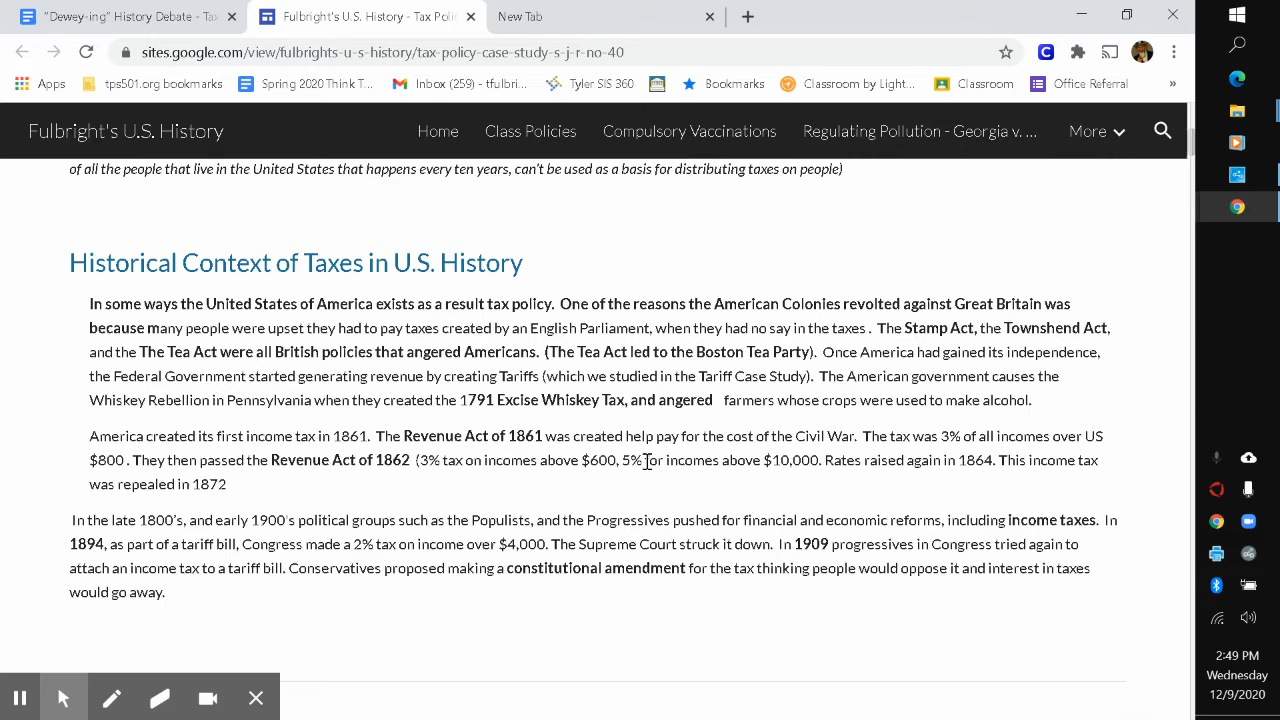 "Dewey-ing" History Debate - Tax
Fulbright's U.S. History - Tax Polic
New Tab
sites.google.com/view/fulbrights-u-s-history/tax-policy-case-study-s-j-r-no-40
Apps
tps501.org bookmarks
Spring 2020 Think T...
Inbox (259) - tfulbri...
Tyler SIS 360
Bookmarks
Classroom by Light...
Classroom
Office Referral
»
Fulbright's U.S. History
Home
Class Policies
Compulsory Vaccinations
Regulating Pollution - Georgia v. ...
More
of all the people that live in the United States that happens every ten years, can't be used as a basis for distributing taxes on people)
Historical Context of Taxes in U.S. History
In some ways the United States of America exists as a result tax policy. One of the reasons the American Colonies revolted against Great Britain was
because many people were upset they had to pay taxes created by an English Parliament, when they had no say in the taxes . The Stamp Act, the Townshend Act,
and the The Tea Act were all British policies that angered Americans. (The Tea Act led to the Boston Tea Party). Once America had gained its independence,
the Federal Government started generating revenue by creating Tariffs (which we studied in the Tariff Case Study). The American government causes the
Whiskey Rebellion in Pennsylvania when they created the 1791 Excise Whiskey Tax, and angered farmers whose crops were used to make alcohol.
America created its first income tax in 1861. The Revenue Act of 1861 was created help pay for the cost of the Civil War. The tax was 3% of all incomes over US
$800 . They then passed the Revenue Act of 1862 (3% tax on incomes above $600, 5% for incomes above $10,000. Rates raised again in 1864. This income tax
was repealed in 1872
In the late 1800's, and early 1900's political groups such as the Populists, and the Progressives pushed for financial and economic reforms, including income taxes. In
1894, as part of a tariff bill, Congress made a 2% tax on income over $4,000. The Supreme Court struck it down. In 1909 progressives in Congress tried again to
attach an income tax to a tariff bill. Conservatives proposed making a constitutional amendment for the tax thinking people would oppose it and interest in taxes
would go away.
2:49 PM
Wednesday
12/9/2020